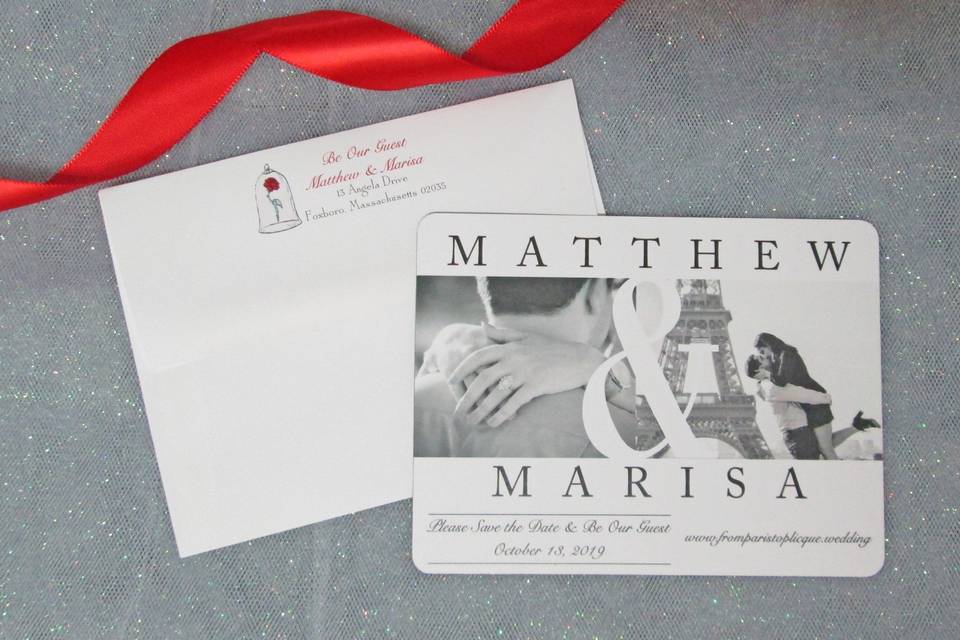 Be Our Guest
Matthew & Marisa
13 Angela Drive
Foxboro, Massachusetts 02035
MATTHEW
&
MARISA
Please Save the Date & Be Our Guest
October 13, 2019
www.fromparistoplicque.wedding